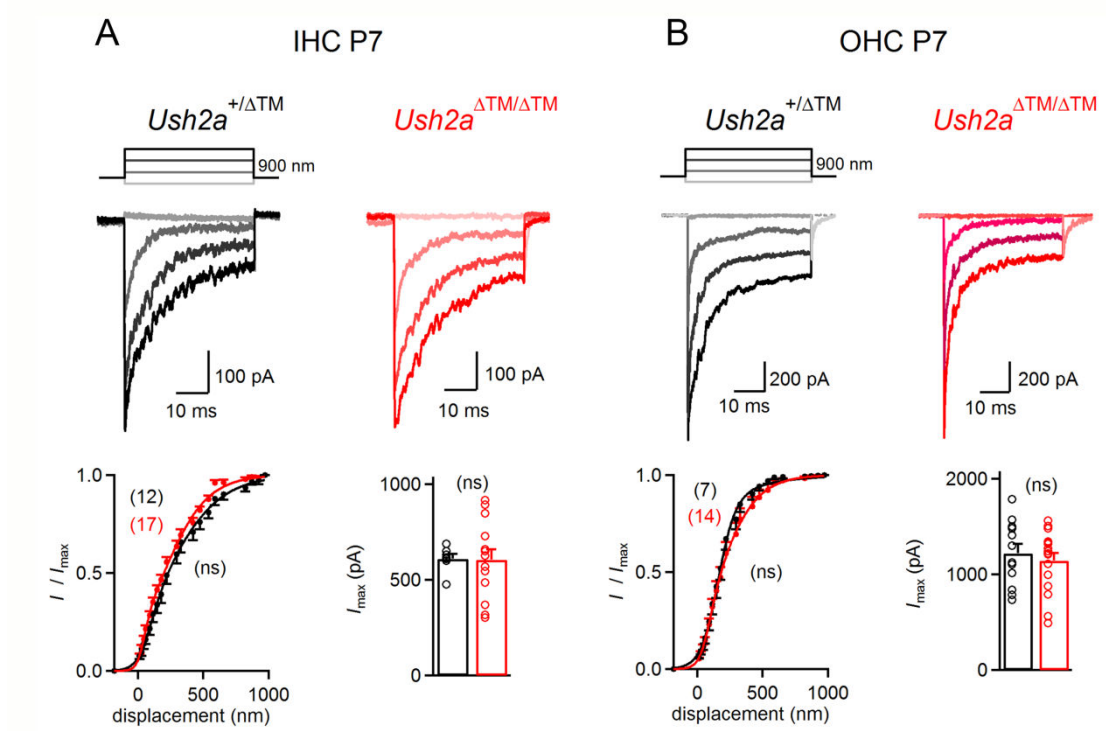 A
IHC P7
Ush2a+/ΔTM
Ush2aΔTM/ΔTM
900 nm
100 pA
10 ms
100 pA
10 ms
1.0
0.5
0.0
I / Imax
(12)
(17)
(ns)
0
500
1000
displacement (nm)
1000
500
0
Imax (pA)
(ns)
B
OHC P7
Ush2a+/ΔTM
Ush2aΔTM/ΔTM
900 nm
200 pA
10 ms
200 pA
10 ms
1.0
0.5
0.0
I / Imax
(7)
(14)
(ns)
0
500
1000
displacement (nm)
2000
1000
0
Imax (pA)
(ns)